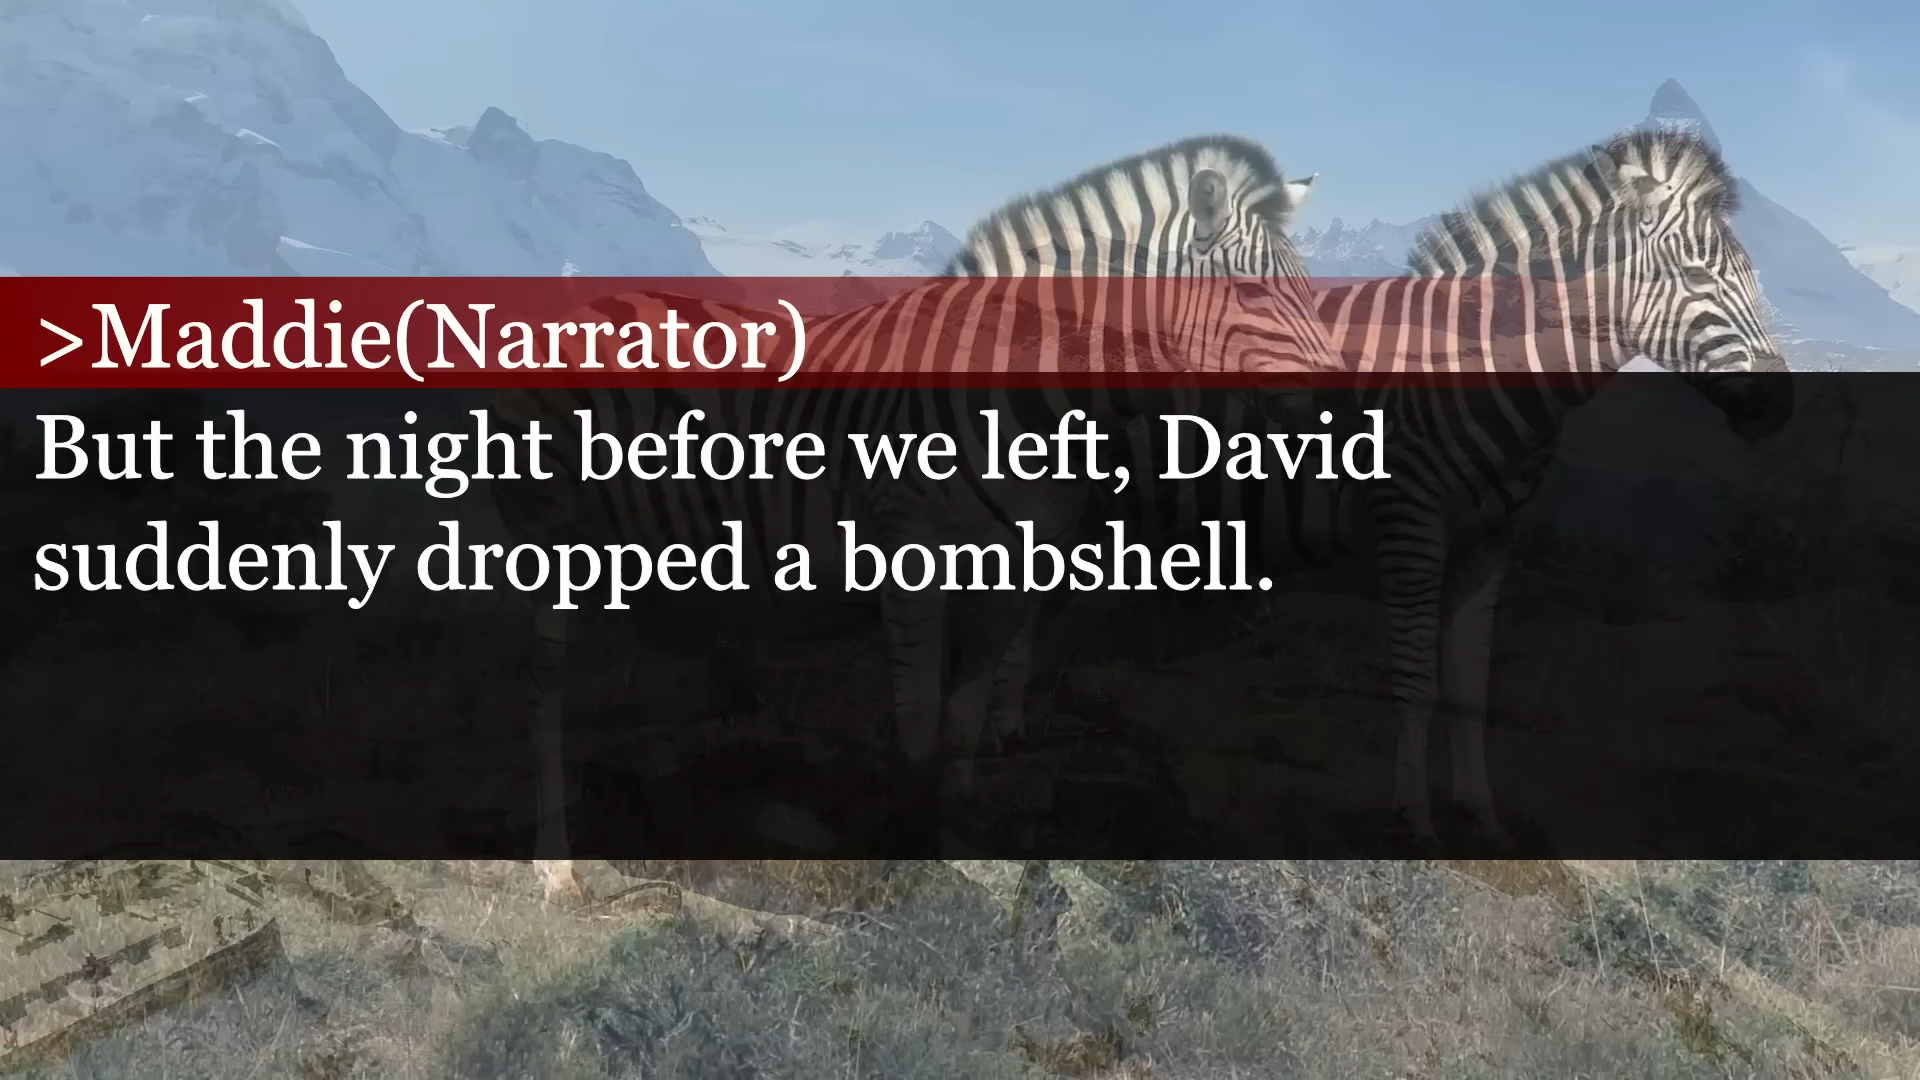 >Maddie(Narrator)
But the night before we left, David
suddenly dropped a bombshell.